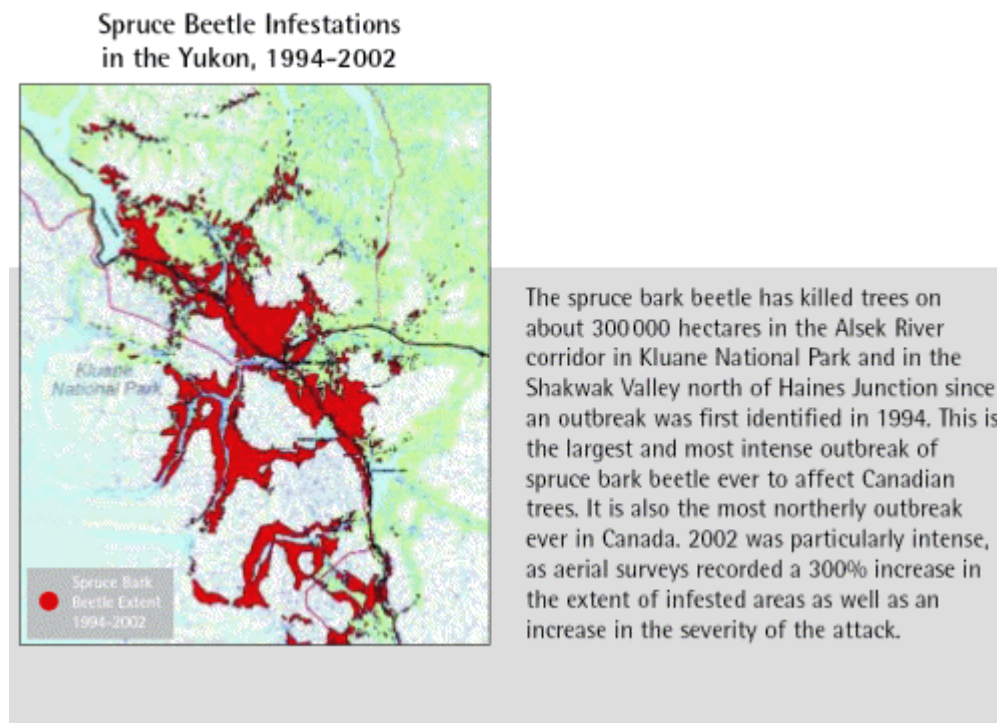 Spruce Beetle Infestations
in the Yukon, 1994-2002
Kluane
National Park
Spruce Bark
Beetle Extent
1994-2002
The spruce bark beetle has killed trees on
about 300000 hectares in the Alsek River
corridor in Kluane National Park and in the
Shakwak Valley north of Haines Junction since
an outbreak was first identified in 1994. This is
the largest and most intense outbreak of
spruce bark beetle ever to affect Canadian
trees. It is also the most northerly outbreak
ever in Canada. 2002 was particularly intense,
as aerial surveys recorded a 300% increase in
the extent of infested areas as well as an
increase in the severity of the attack.